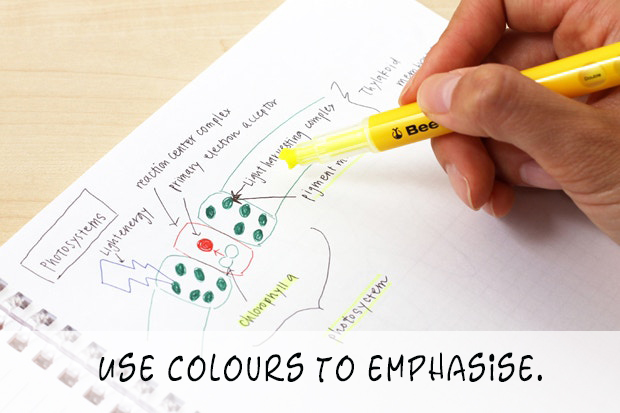 Thylakoid
reaction center complex
primary electron acceptor
Light harvesting complex
pigment m
Photosystems
Light energy
chlorophyll a
photosystem
Double
Bee
USE COLOURS TO EMPHASISE.